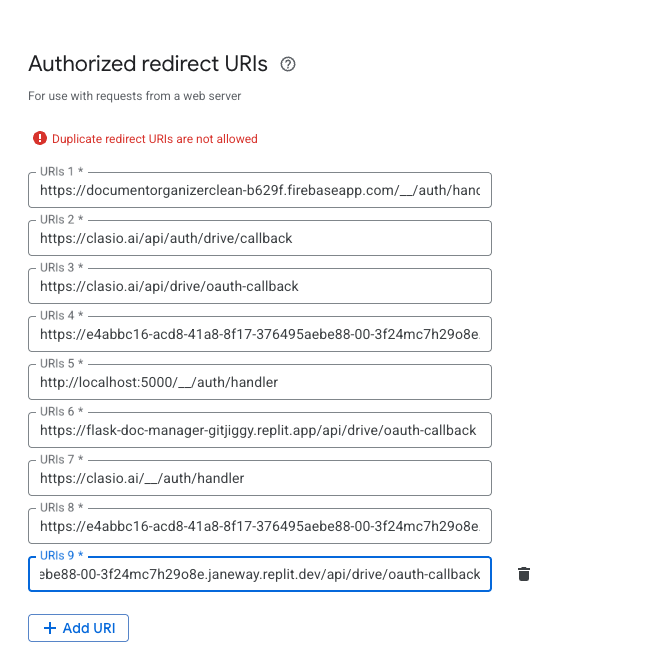 Authorized redirect URIs
For use with requests from a web server
Duplicate redirect URIs are not allowed
URIs 1 *
https://documentorganizerclean-b629f.firebaseapp.com/__/auth/hand
URIs 2 *
https://clasio.ai/api/auth/drive/callback
URIs 3 *
https://clasio.ai/api/drive/oauth-callback
URIs 4 *
https://e4abbc16-acd8-41a8-8f17-376495aebe88-00-3f24mc7h29o8e.
URIs 5 *
http://localhost:5000/__/auth/handler
URIs 6 *
https://flask-doc-manager-gitjiggy.replit.app/api/drive/oauth-callback
URIs 7 *
https://clasio.ai/__/auth/handler
URIs 8 *
https://e4abbc16-acd8-41a8-8f17-376495aebe88-00-3f24mc7h29o8e.
URIs 9 *
ebe88-00-3f24mc7h29o8e.janeway.replit.dev/api/drive/oauth-callback
+ Add URI